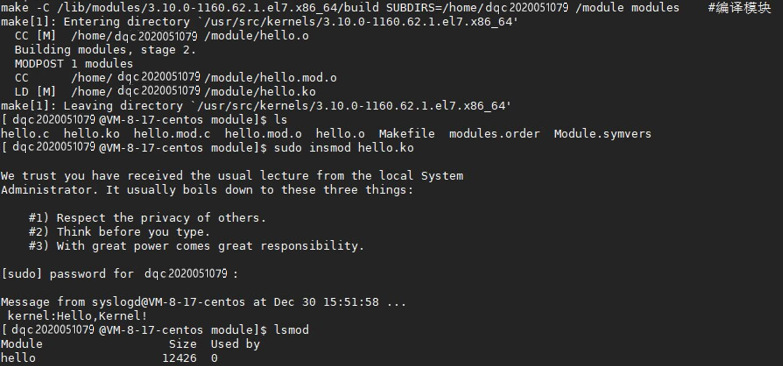 make -C /lib/modules/3.10.0-1160.62.1.el7.x86_64/build SUBDIRS=/home/dqc2020051079 /module modules    #编译模块
make[1]: Entering directory `/usr/src/kernels/3.10.0-1160.62.1.el7.x86_64'
  CC [M]  /home/dqc2020051079 /module/hello.o
  Building modules, stage 2.
  MODPOST 1 modules
  CC      /home/ dqc2020051079 /module/hello.mod.o
  LD [M]  /home/ dqc2020051079 /module/hello.ko
make[1]: Leaving directory `/usr/src/kernels/3.10.0-1160.62.1.el7.x86_64'
[ dqc2020051079 @VM-8-17-centos module]$ ls
hello.c  hello.ko  hello.mod.c  hello.mod.o  hello.o  Makefile  modules.order  Module.symvers
[ dqc2020051079 @VM-8-17-centos module]$ sudo insmod hello.ko
We trust you have received the usual lecture from the local System
Administrator. It usually boils down to these three things:
    #1) Respect the privacy of others.
    #2) Think before you type.
    #3) With great power comes great responsibility.
[sudo] password for dqc2020051079 :
Message from syslogd@VM-8-17-centos at Dec 30 15:51:58 ...
 kernel:Hello,Kernel!
[ dqc2020051079 @VM-8-17-centos module]$ lsmod
Module                  Size  Used by
hello                  12426  0